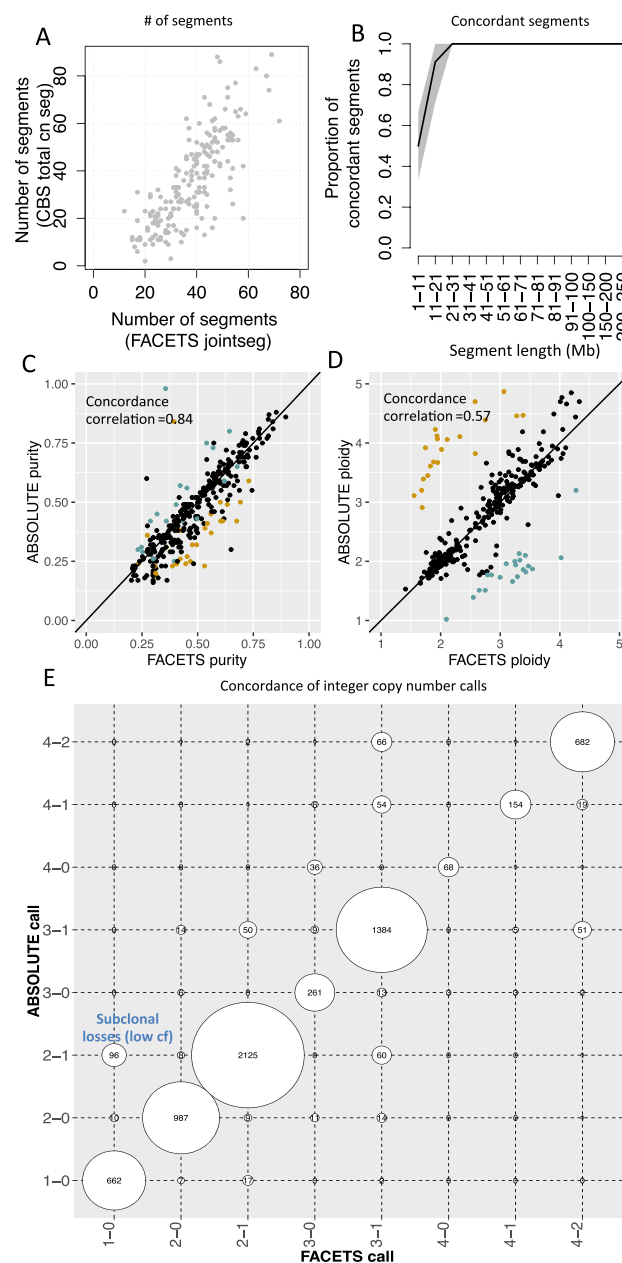 A
# of segments
Number of segments
(CBS total cn seg)
80
60
40
20
0
0 20 40 60 80
Number of segments
(FACETS jointseg)
B
Concordant segments
Proportion of
concordant segments
1.0
0.8
0.6
0.4
0.2
0.0
1−11
11−21
21−31
31−41
41−51
51−61
61−71
71−81
81−91
91−100
100−150
150−200
Segment length (Mb)
C
Concordance
correlation =0.84
ABSOLUTE purity
1.00
0.75
0.50
0.25
0.00
0.00 0.25 0.50 0.75 1.00
FACETS purity
D
Concordance
correlation =0.57
ABSOLUTE ploidy
5
4
3
2
1
1 2 3 4 5
FACETS ploidy
E
Concordance of integer copy number calls
ABSOLUTE call
4−2 66 682
4−1 54 154 19
4−0 36 68
3−1 14 50 9 1384 51
3−0 261 13
Subclonal
losses (low cf)
2−1 96 2125 60
2−0 10 987 9 11 14
1−0 662 17
1−0 2−0 2−1 3−0 3−1 4−0 4−1 4−2
FACETS call